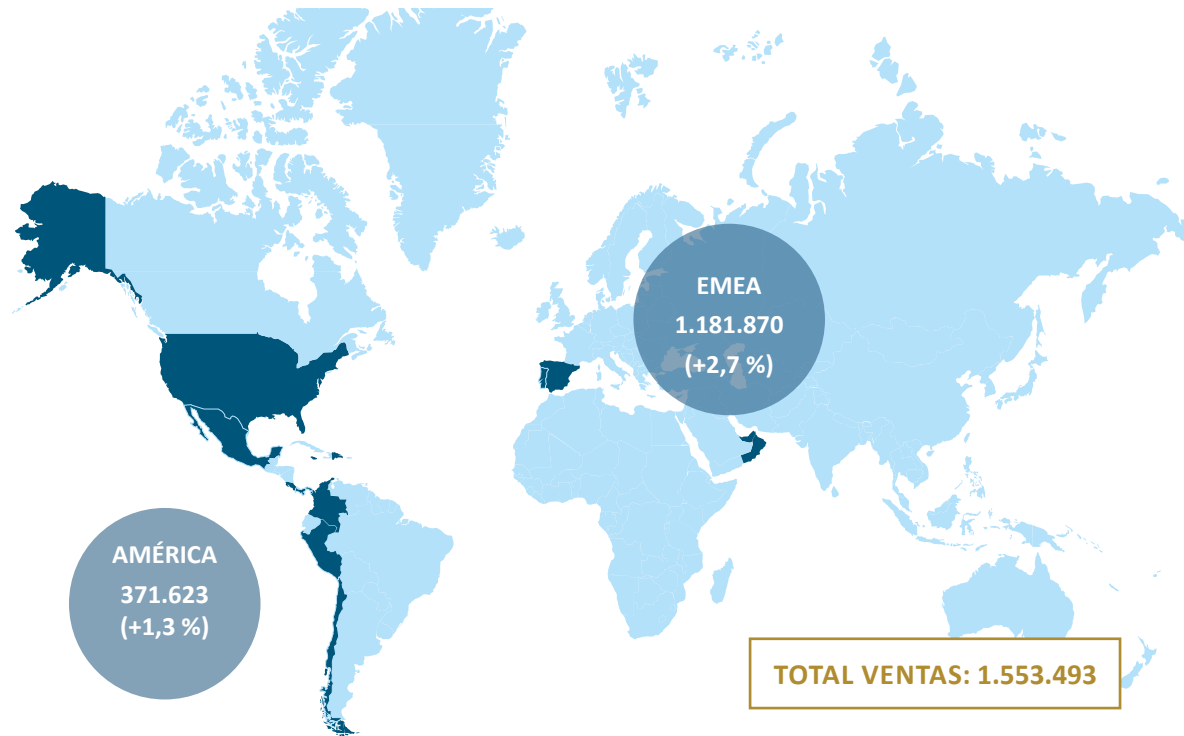 EMEA
1.181.870
(+2,7 %)
AMÉRICA
371.623
(+1,3 %)
TOTAL VENTAS: 1.553.493